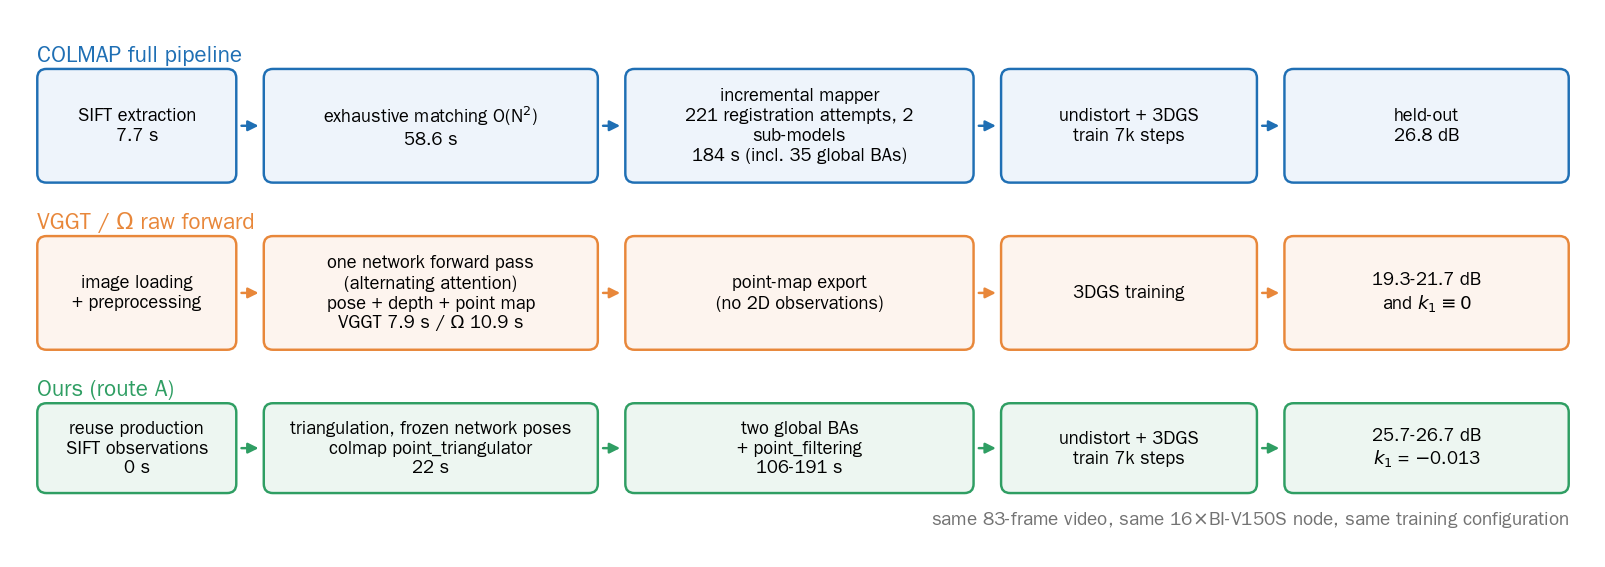 COLMAP full pipeline
SIFT extraction
7.7 s
exhaustive matching O(N²)
58.6 s
incremental mapper
221 registration attempts, 2
sub-models
184 s (incl. 35 global BAs)
undistort + 3DGS
train 7k steps
held-out
26.8 dB
VGGT / Ω raw forward
image loading
+ preprocessing
one network forward pass
(alternating attention)
pose + depth + point map
VGGT 7.9 s / Ω 10.9 s
point-map export
(no 2D observations)
3DGS training
19.3-21.7 dB
and k₁ ≡ 0
Ours (route A)
reuse production
SIFT observations
0 s
triangulation, frozen network poses
colmap point_triangulator
22 s
two global BAs
+ point_filtering
106-191 s
undistort + 3DGS
train 7k steps
25.7-26.7 dB
k₁ = −0.013
same 83-frame video, same 16×BI-V150S node, same training configuration